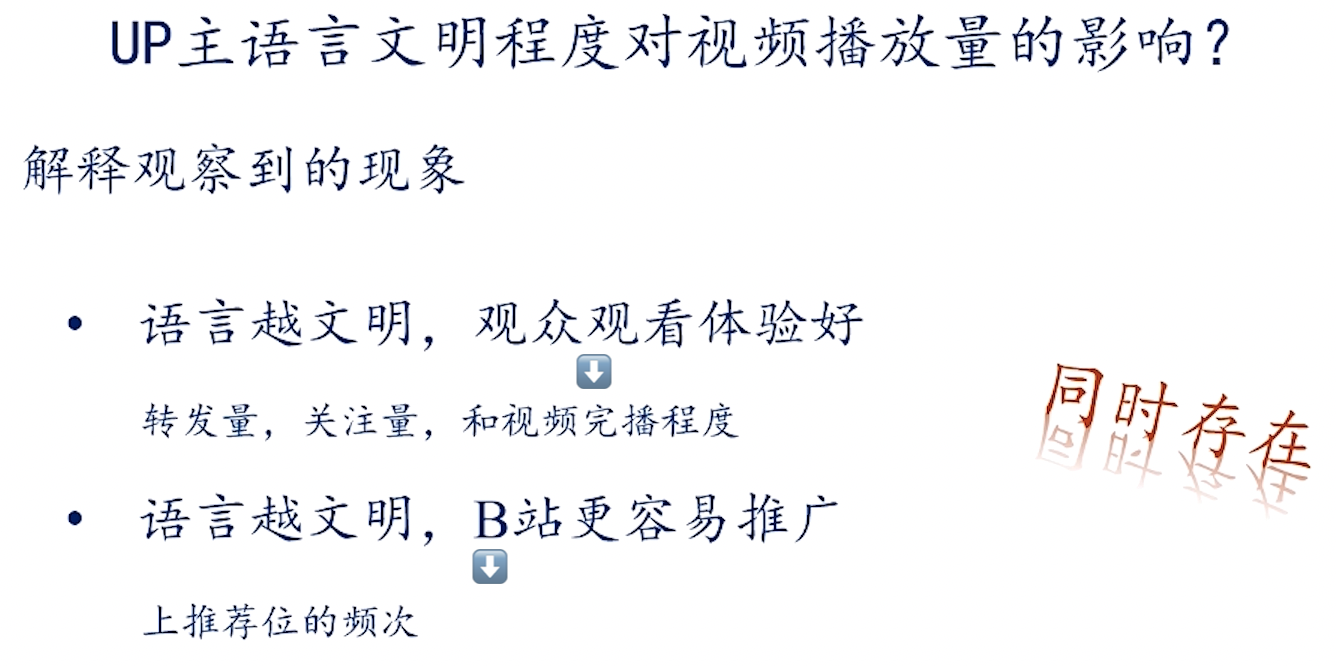 UP主语言文明程度对视频播放量的影响?
解释观察到的现象
• 语言越文明，观众观看体验好
转发量，关注量，和视频完播程度
同时存在
• 语言越文明，B站更容易推广
上推荐位的频次